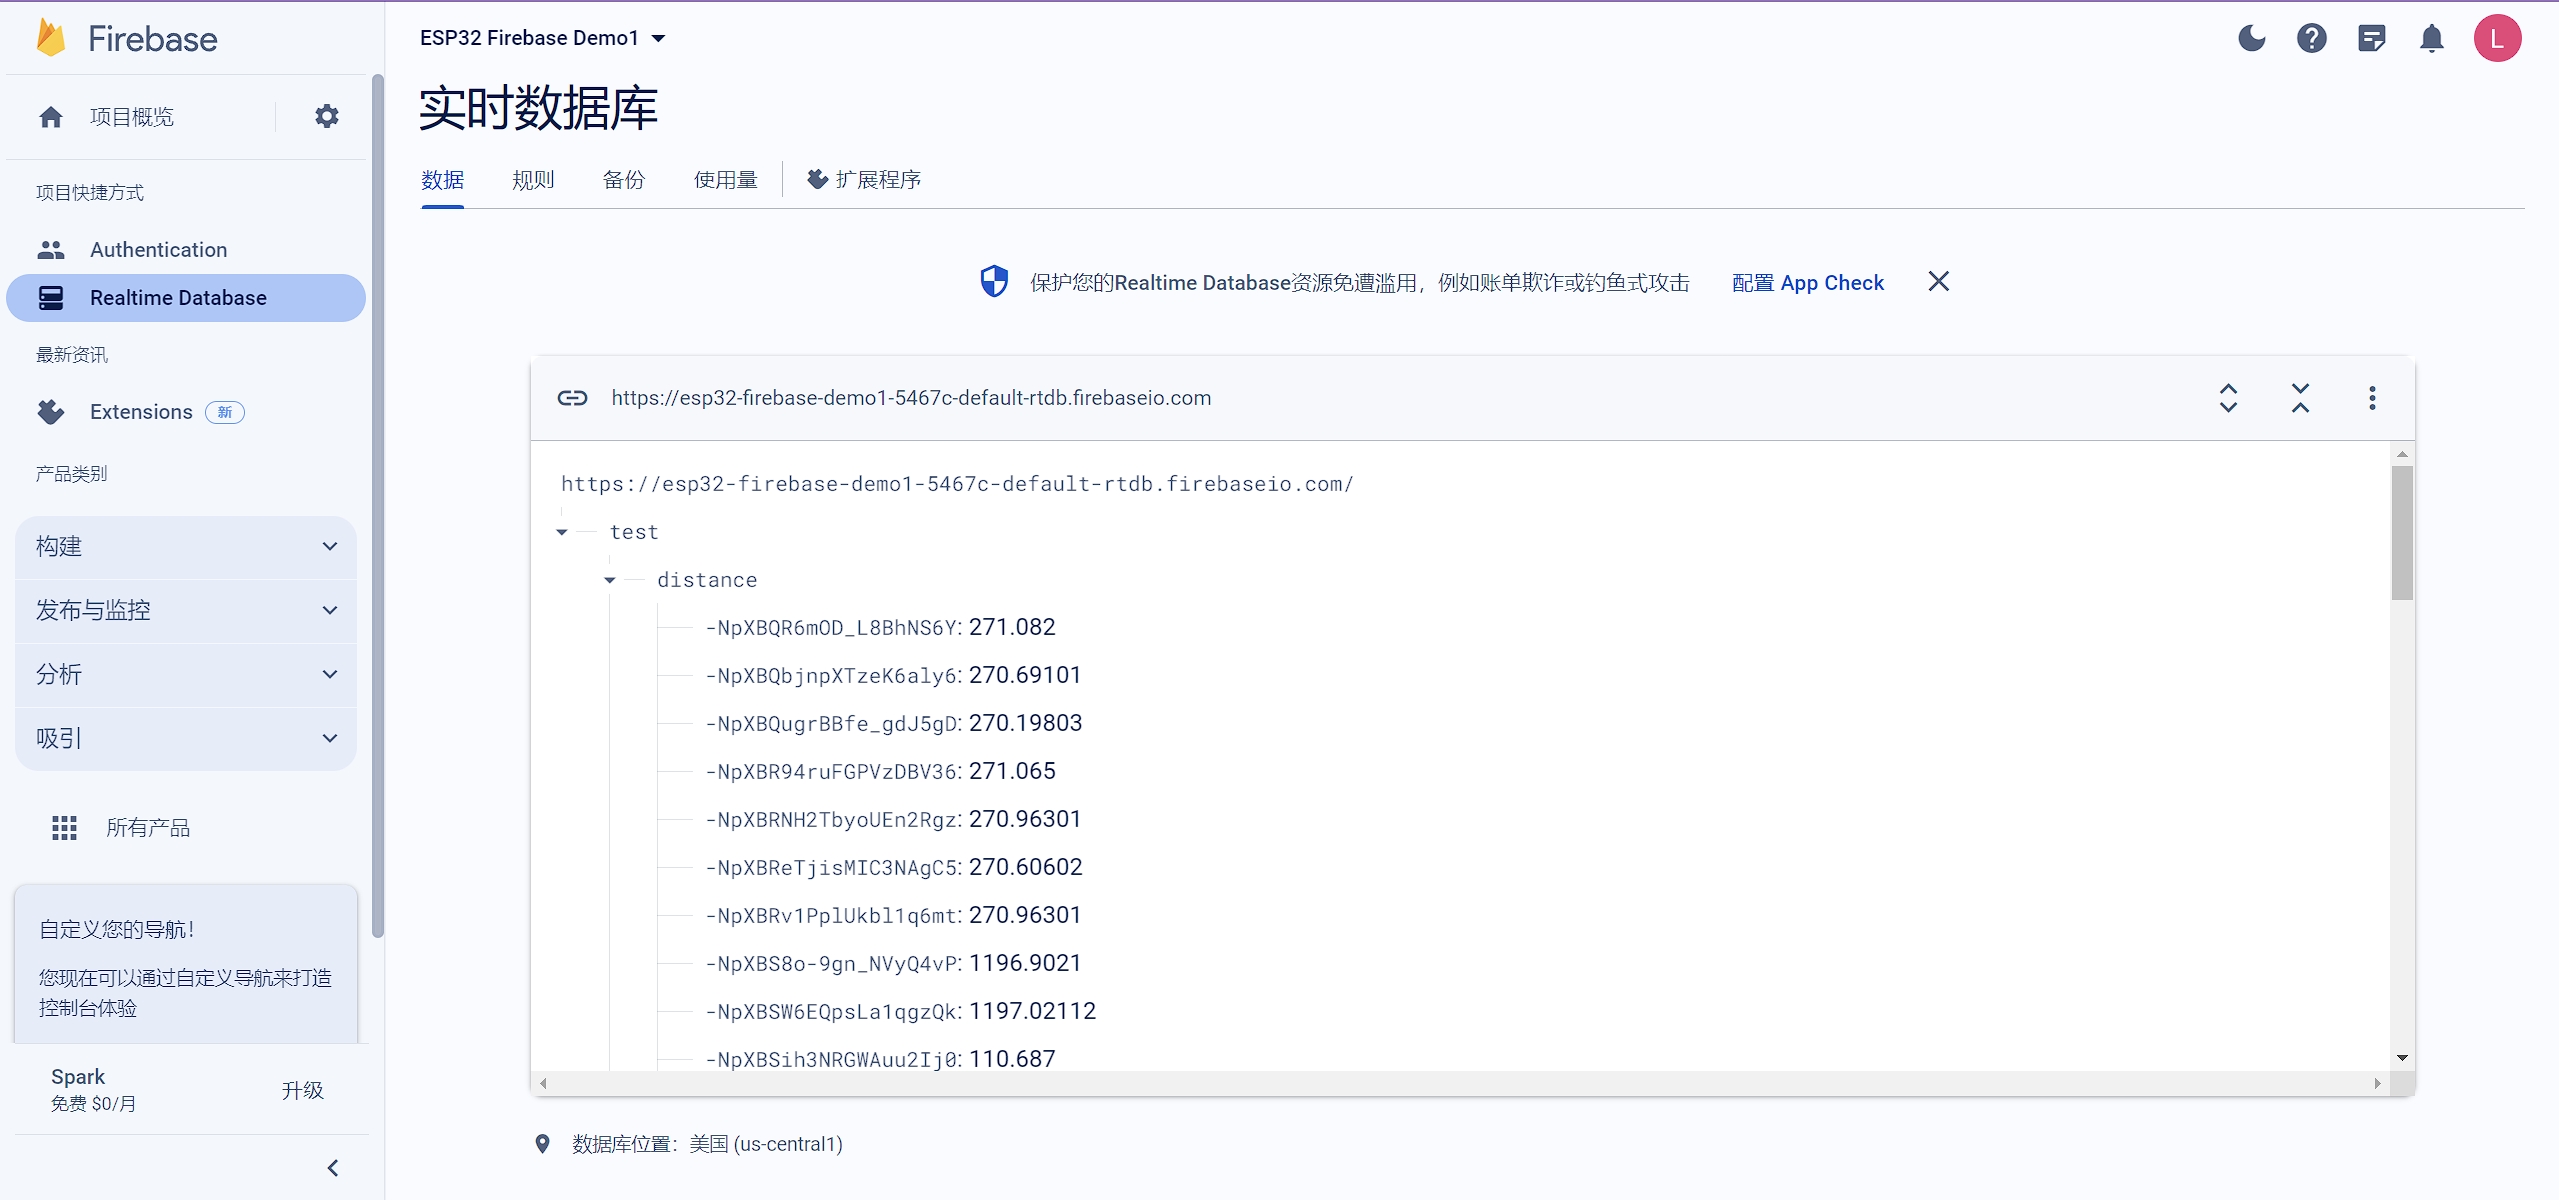 Firebase
项目概览
项目快捷方式
Authentication
Realtime Database
最新资讯
Extensions 新
产品类别
构建
发布与监控
分析
吸引
所有产品
自定义您的导航！
您现在可以通过自定义导航来打造
控制台体验
Spark
免费 $0/月
升级
ESP32 Firebase Demo1
L
实时数据库
数据 规则 备份 使用量 扩展程序
保护您的Realtime Database资源免遭滥用，例如账单欺诈或钓鱼式攻击 配置 App Check
https://esp32-firebase-demo1-5467c-default-rtdb.firebaseio.com
https://esp32-firebase-demo1-5467c-default-rtdb.firebaseio.com/
test
distance
-NpXBQR6mOD_L8BhNS6Y: 271.082
-NpXBQbjnpXTzeK6aly6: 270.69101
-NpXBQugrBBfe_gdJ5gD: 270.19803
-NpXBR94ruFGPVzDBV36: 271.065
-NpXBRNH2TbyoUEn2Rgz: 270.96301
-NpXBReTjisMIC3NAgC5: 270.60602
-NpXBRv1PplUkbl1q6mt: 270.96301
-NpXBS8o-9gn_NVyQ4vP: 1196.9021
-NpXBSW6EQpsLa1qgzQk: 1197.02112
-NpXBSih3NRGWAuu2Ij0: 110.687
数据库位置：美国 (us-central1)